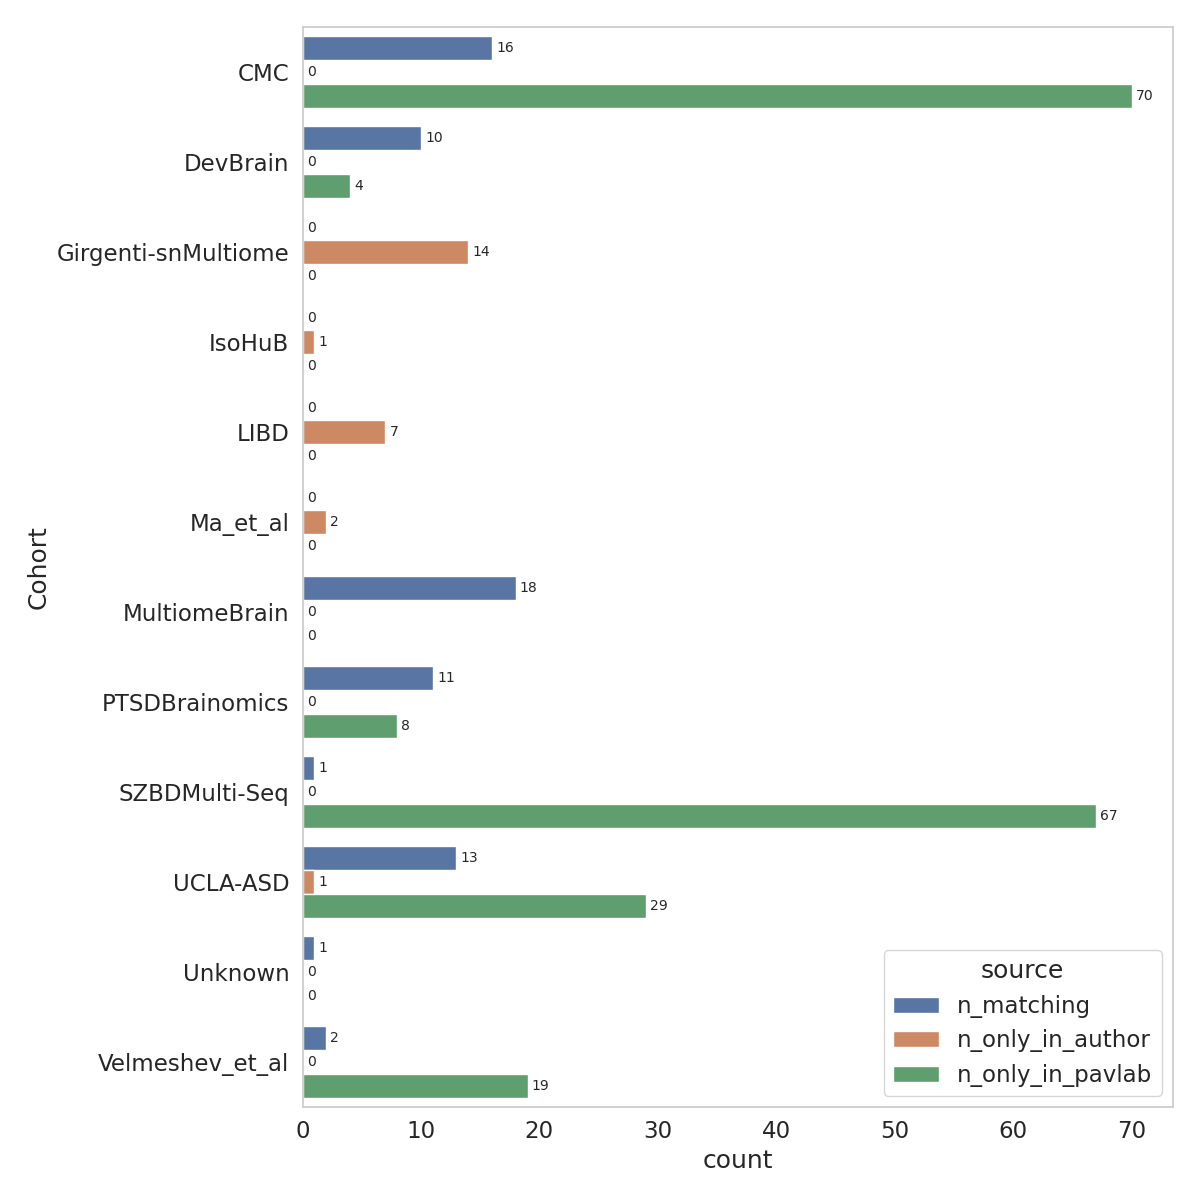 Cohort
CMC
16
0
70
DevBrain
10
0
4
Girgenti-snMultiome
0
14
0
IsoHuB
0
1
0
LIBD
0
7
0
Ma_et_al
0
2
0
MultiomeBrain
18
0
0
PTSDBrainomics
11
0
8
SZBDMulti-Seq
1
0
67
UCLA-ASD
13
1
29
Unknown
1
0
0
Velmeshev_et_al
2
0
19
source
n_matching
n_only_in_author
n_only_in_pavlab
0 10 20 30 40 50 60 70
count